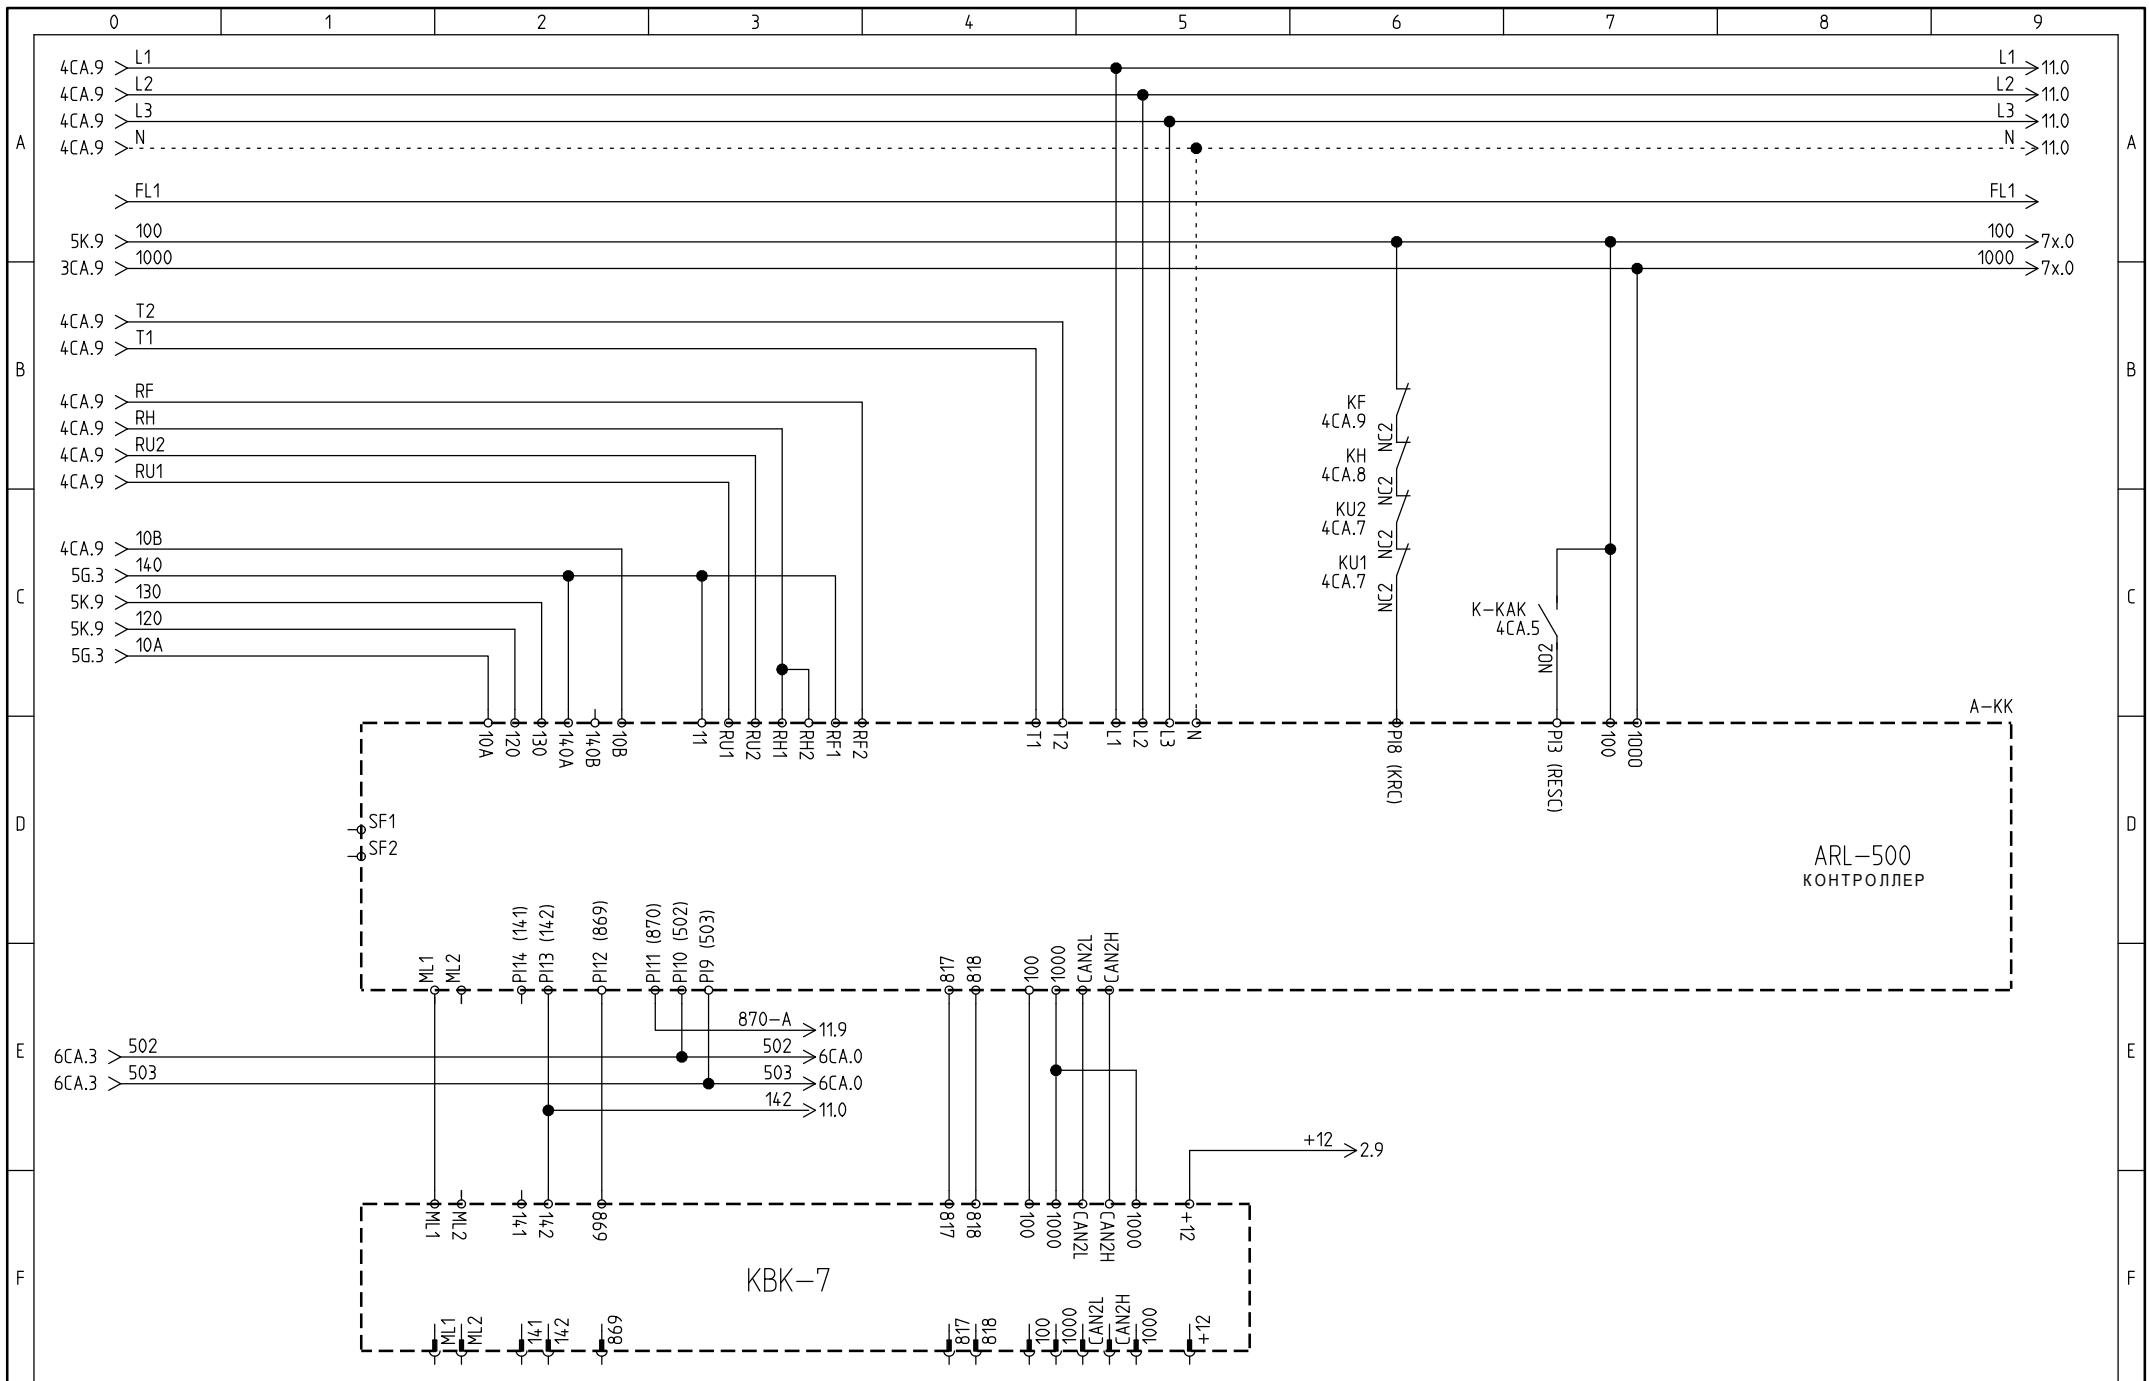 0 1 2 3 4 5 6 7 8 9
4CA.9 L1 L1 11.0
4CA.9 L2 L2 11.0
4CA.9 L3 L3 11.0
A A
4CA.9 N N 11.0
FL1 FL1
5K.9 100 100 7x.0
3CA.9 1000 1000 7x.0
4CA.9 T2
4CA.9 T1
B B
4CA.9 RF
4CA.9 RH
4CA.9 RU2
4CA.9 RU1
KF
4CA.9
NC2
KH
4CA.8
NC2
KU2
4CA.7
NC2
KU1
4CA.7
NC2
4CA.9 10B
5G.3 140
5K.9 130
C C
5K.9 120
5G.3 10A
K-KAK
4CA.5
NO2
A-KK
10A 120 130 140A 140B 10B 11 RU1 RU2 RH1 RH2 RF1 RF2 T1 T2 L1 L2 L3 N PI8 (KRC) PI3 (RESC) 100 1000
SF1
D D
SF2
ARL-500
КОНТРОЛЛЕР
ML1 ML2 PI14 (141) PI13 (142) PI12 (869) PI11 (870) PI10 (502) PI9 (503) 817 818 100 1000 CAN2L CAN2H
870-A 11.9
E E
6CA.3 502 502 6CA.0
6CA.3 503 503 6CA.0
142 11.0
+12 2.9
ML1 ML2 141 142 869 817 818 100 1000 CAN2L CAN2H 1000 +12
F F
KBK-7
ML1 ML2 141 142 869 817 818 100 1000 CAN2L CAN2H 1000 +12